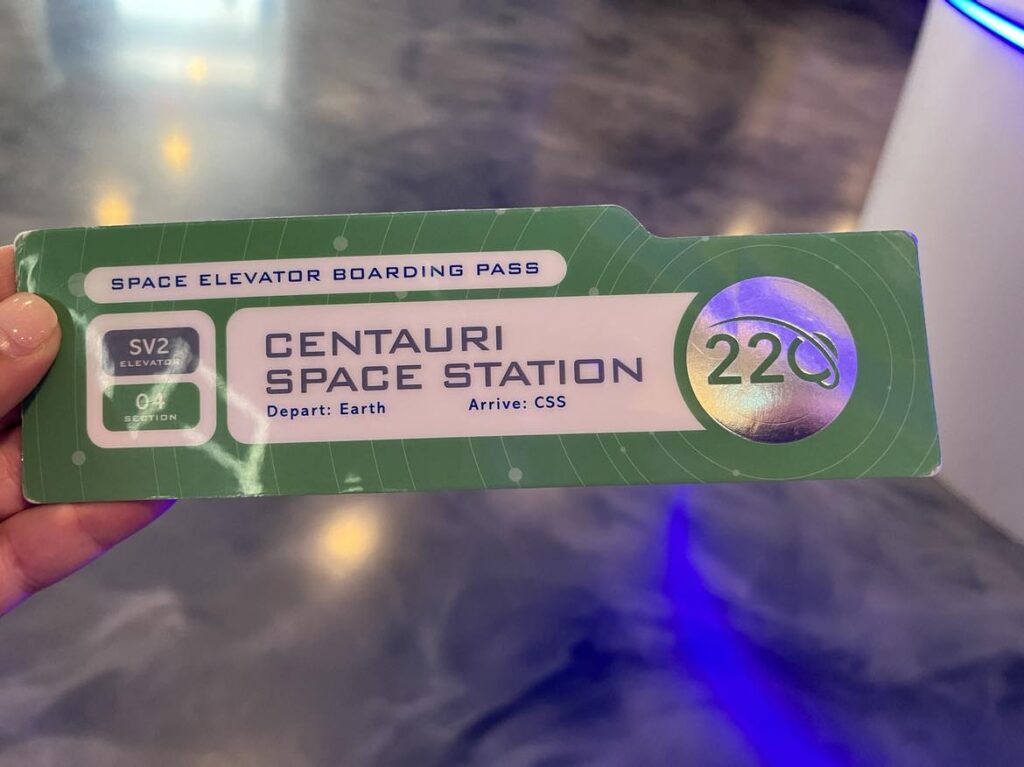 SPACE ELEVATOR BOARDING PASS
SV2
ELEVATOR
04
SECTION
CENTAURI
SPACE STATION
Depart: Earth Arrive: CSS
220